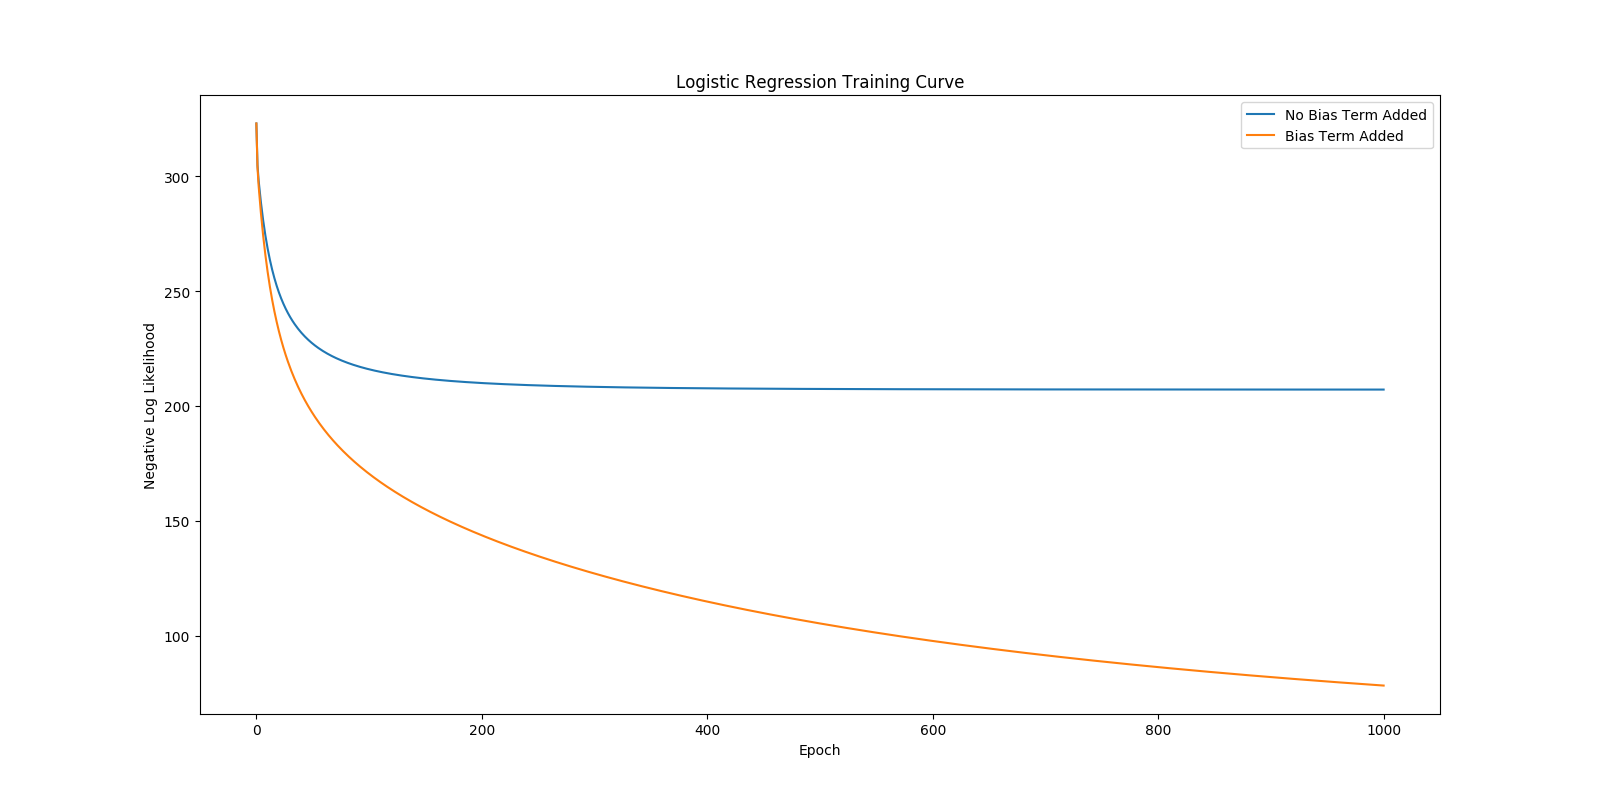 Logistic Regression Training Curve
No Bias Term Added
Bias Term Added
Negative Log Likelihood
300
250
200
150
100
0 200 400 600 800 1000
Epoch